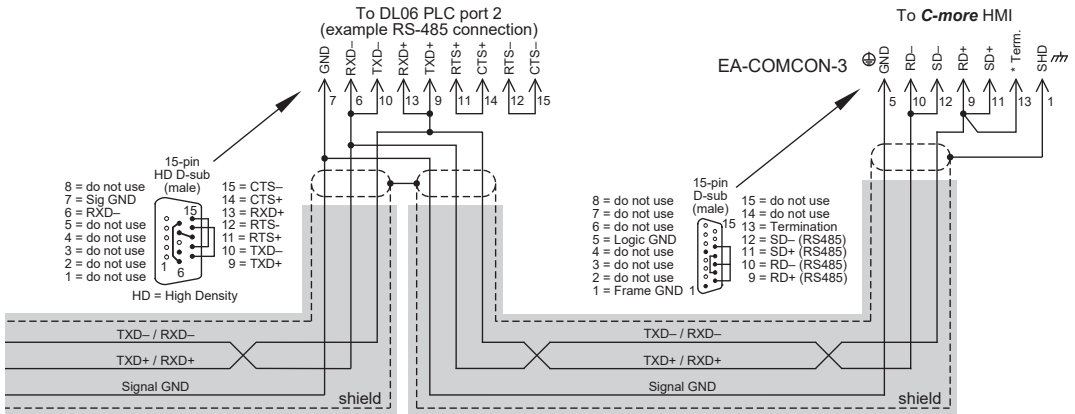 To DL06 PLC port 2
(example RS-485 connection)
GND
RXD–
TXD–
RXD+
TXD+
RTS+
CTS+
RTS–
CTS–
7
6
10
13
9
11
14
12
15
15-pin
HD D-sub
(male)
8 = do not use
7 = Sig GND
6 = RXD–
5 = do not use
4 = do not use
3 = do not use
2 = do not use
1 = do not use
15
1
6
15 = CTS–
14 = CTS+
13 = RXD+
12 = RTS-
11 = RTS+
10 = TXD–
9 = TXD+
HD = High Density
To C-more HMI
EA-COMCON-3
GND
RD–
SD–
RD+
SD+
* Term.
SHD
5
10
12
9
11
13
1
15-pin
D-sub
(male)
8 = do not use
7 = do not use
6 = do not use
5 = Logic GND
4 = do not use
3 = do not use
2 = do not use
1 = Frame GND
15
1
15 = do not use
14 = do not use
13 = Termination
12 = SD– (RS485)
11 = SD+ (RS485)
10 = RD– (RS485)
9 = RD+ (RS485)
TXD– / RXD–
TXD+ / RXD+
Signal GND
shield
TXD– / RXD–
TXD+ / RXD+
Signal GND
shield